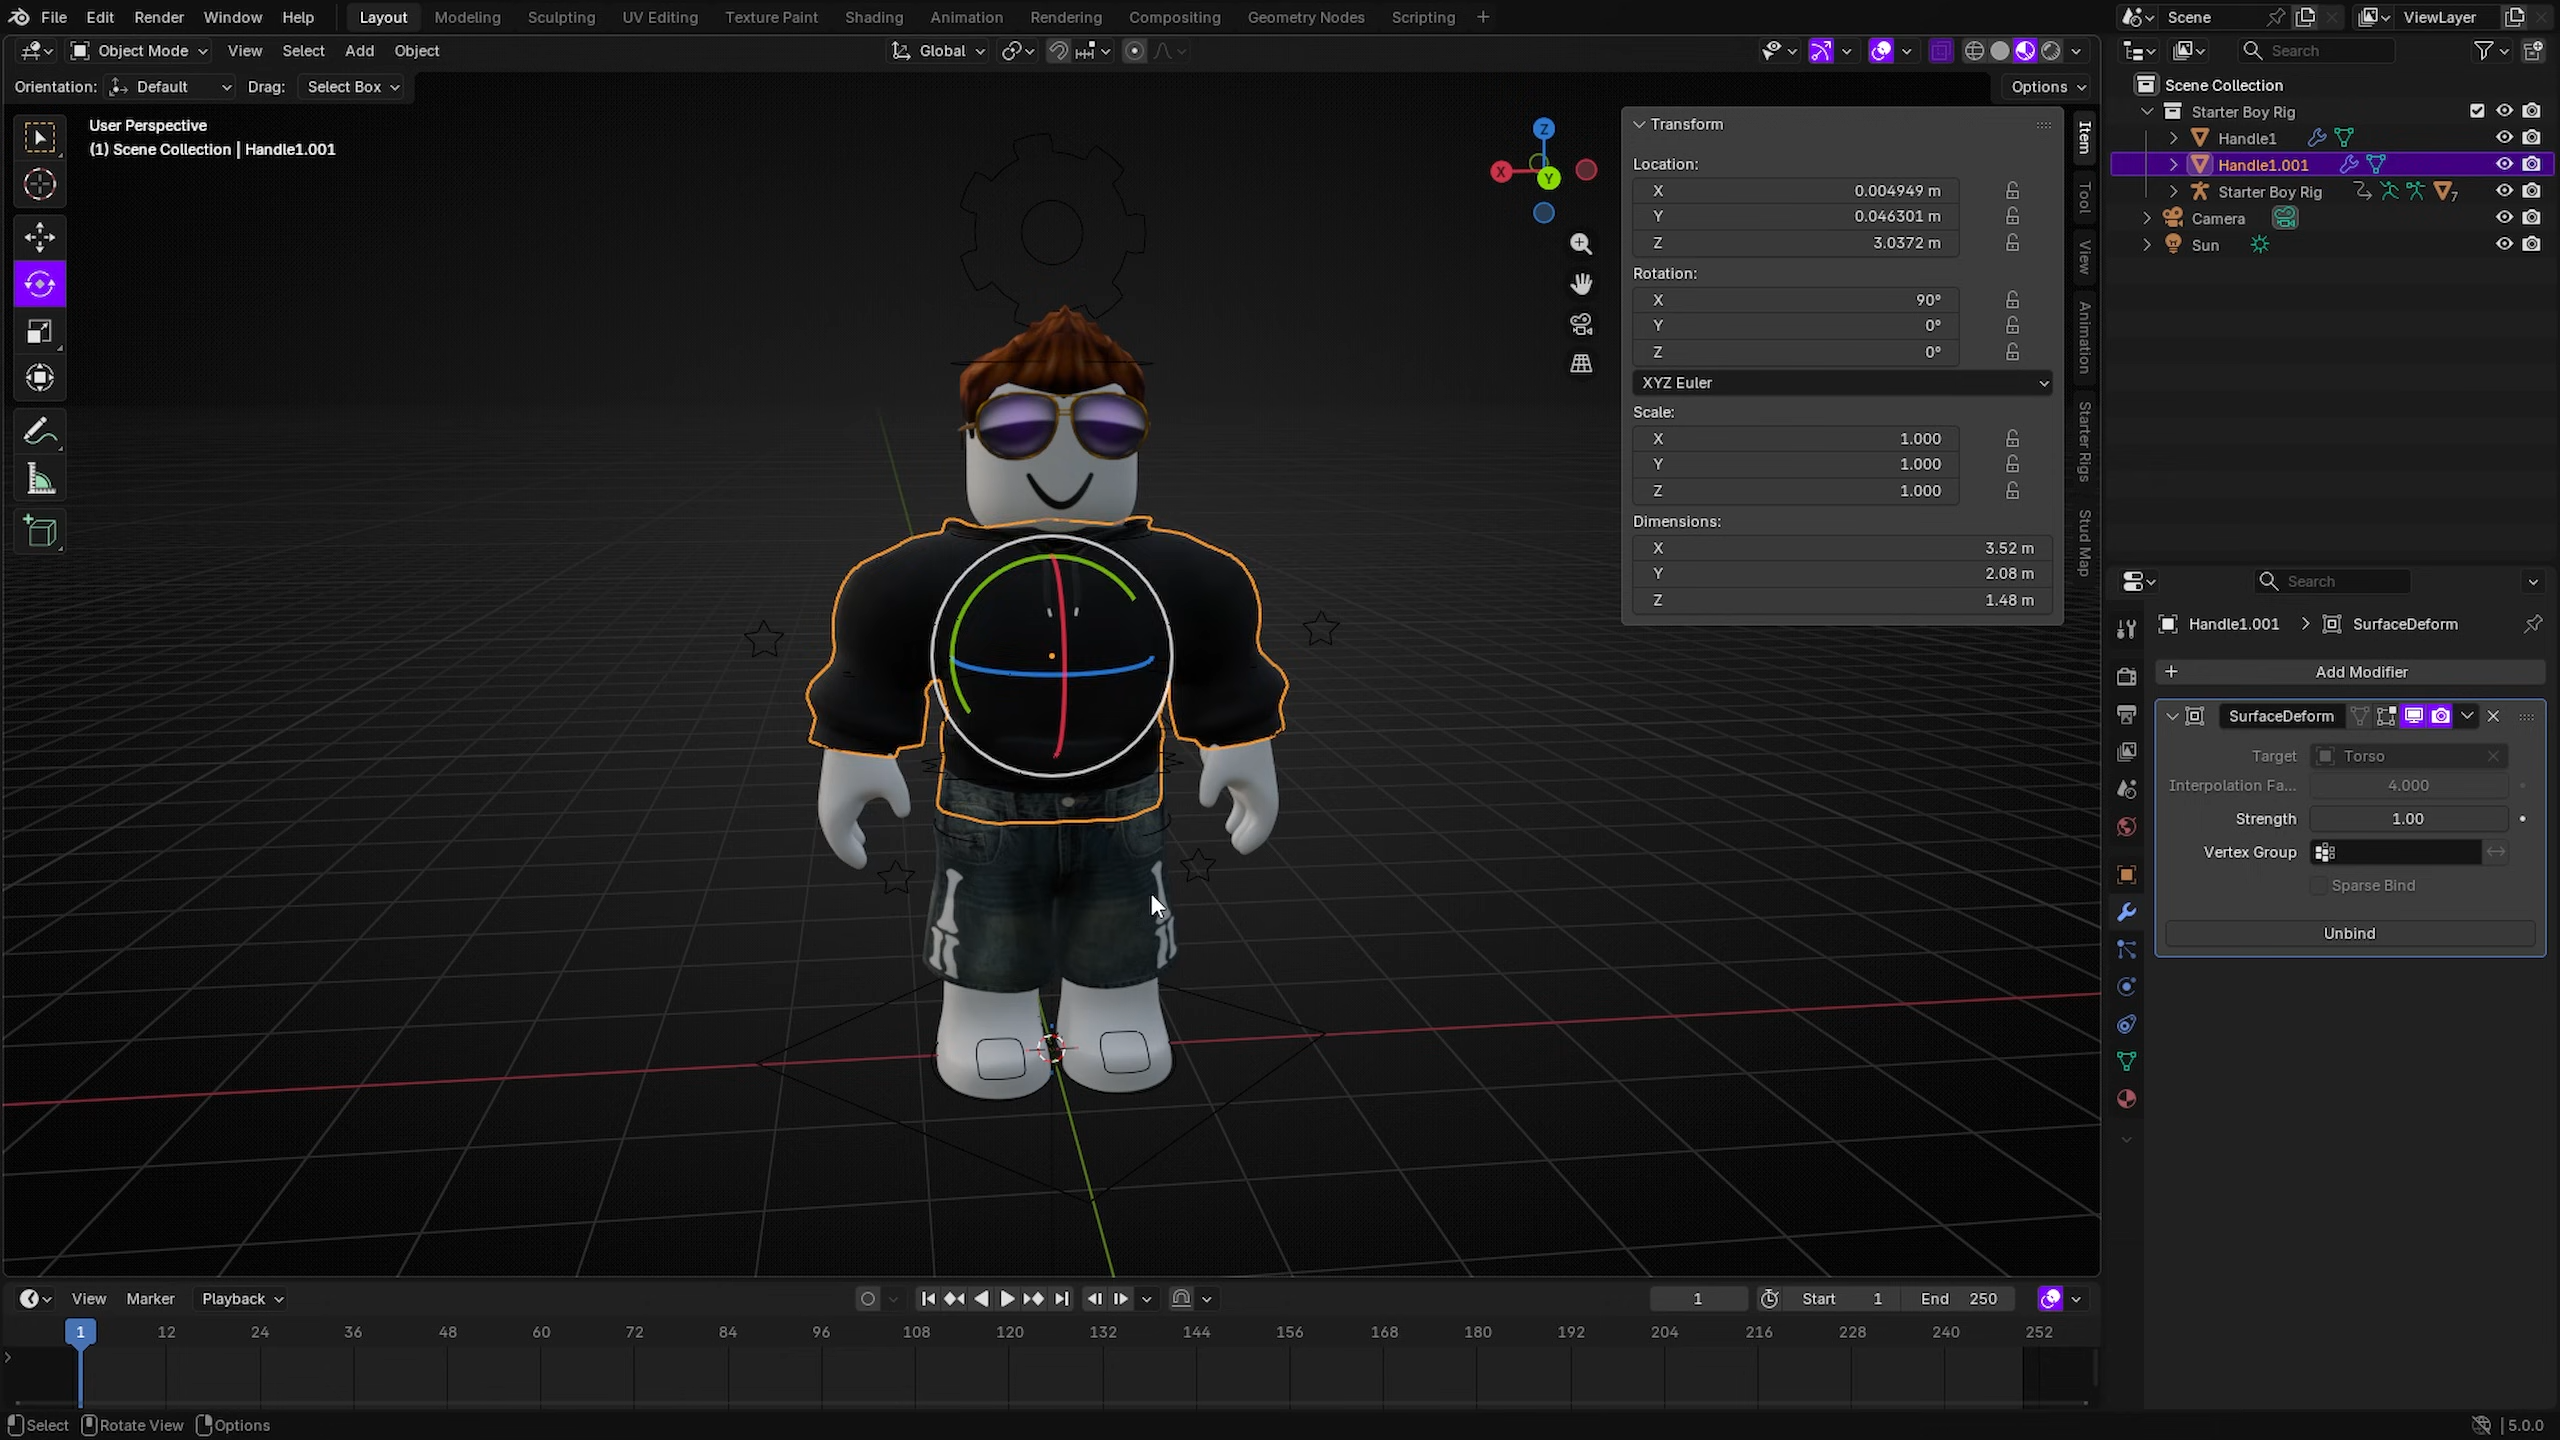 File Edit Render Window Help Layout Modeling Sculpting UV Editing Texture Paint Shading Animation Rendering Compositing Geometry Nodes Scripting + Scene ViewLayer
Object Mode View Select Add Object Global Search
Orientation: Default Drag: Select Box Options
User Perspective
(1) Scene Collection | Handle1.001
Z
X
Y
Transform
Location:
X 0.004949 m
Y 0.046301 m
Z 3.0372 m
Rotation:
X 90°
Y 0°
Z 0°
XYZ Euler
Scale:
X 1.000
Y 1.000
Z 1.000
Dimensions:
X 3.52 m
Y 2.08 m
Z 1.48 m
Item
Tool
View
Animation
Starter Rigs
Stud Map
Scene Collection
Starter Boy Rig
Handle1
Handle1.001
Starter Boy Rig 7
Camera
Sun
Search
Handle1.001 > SurfaceDeform
+ Add Modifier
SurfaceDeform
Target Torso
Interpolation Fa... 4.000
Strength 1.00
Vertex Group
Sparse Bind
Unbind
View Marker Playback 1 Start 1 End 250
1 12 24 36 48 60 72 84 96 108 120 132 144 156 168 180 192 204 216 228 240 252
Select Rotate View Options 5.0.0